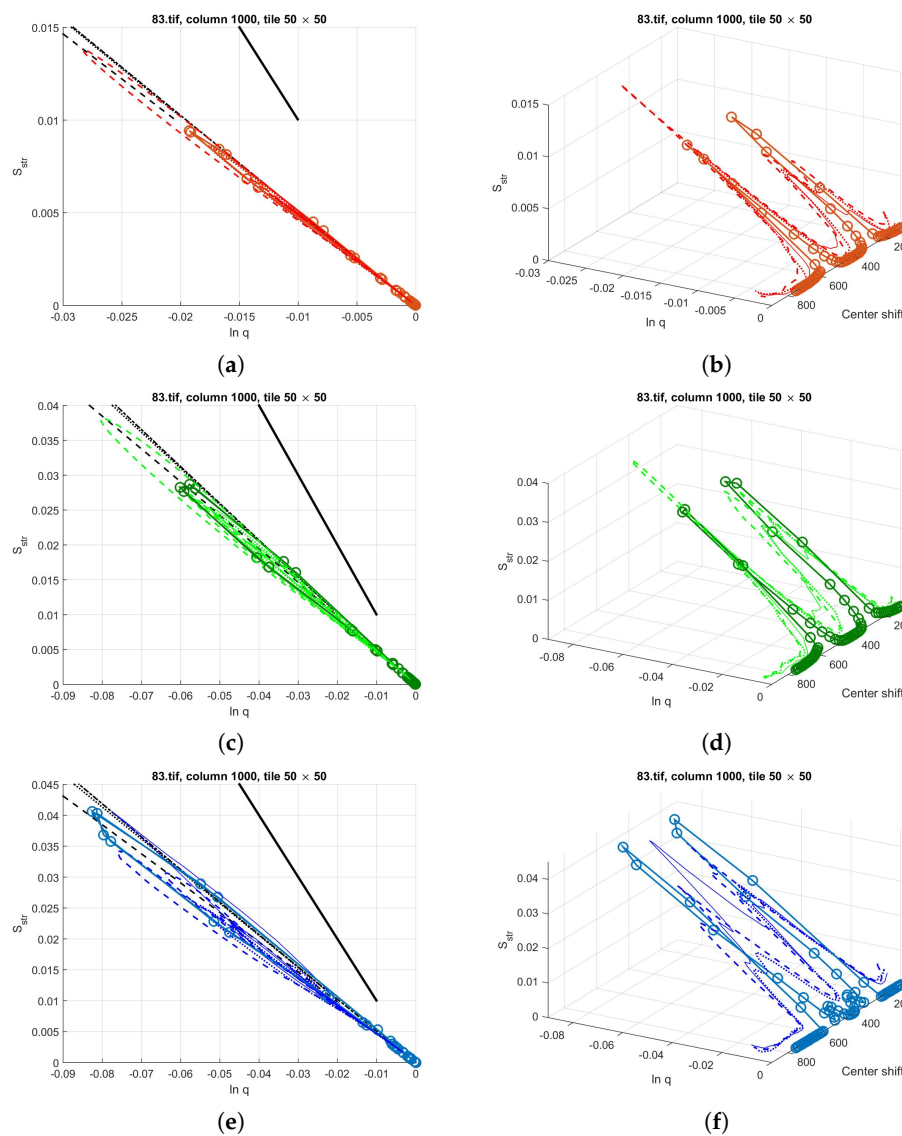 83.tif, column 1000, tile 50 × 50
0.015
0.01
0.005
0
S_str
-0.03 -0.025 -0.02 -0.015 -0.01 -0.005 0
ln q
(a)
83.tif, column 1000, tile 50 × 50
0.015
0.01
0.005
0
S_str
-0.03 -0.025 -0.02 -0.015 -0.01 -0.005 0
ln q
800 600 400 20
Center shift
(b)
83.tif, column 1000, tile 50 × 50
0.04
0.035
0.03
0.025
0.02
0.015
0.01
0.005
0
S_str
-0.09 -0.08 -0.07 -0.06 -0.05 -0.04 -0.03 -0.02 -0.01 0
ln q
(c)
83.tif, column 1000, tile 50 × 50
0.04
0.03
0.02
0.01
0
S_str
-0.08 -0.06 -0.04 -0.02 0
ln q
800 600 400 20
Center shift
(d)
83.tif, column 1000, tile 50 × 50
0.045
0.04
0.035
0.03
0.025
0.02
0.015
0.01
0.005
0
S_str
-0.09 -0.08 -0.07 -0.06 -0.05 -0.04 -0.03 -0.02 -0.01 0
ln q
(e)
83.tif, column 1000, tile 50 × 50
0.04
0.03
0.02
0.01
0
S_str
-0.08 -0.06 -0.04 -0.02 0
ln q
800 600 400 20
Center shift
(f)